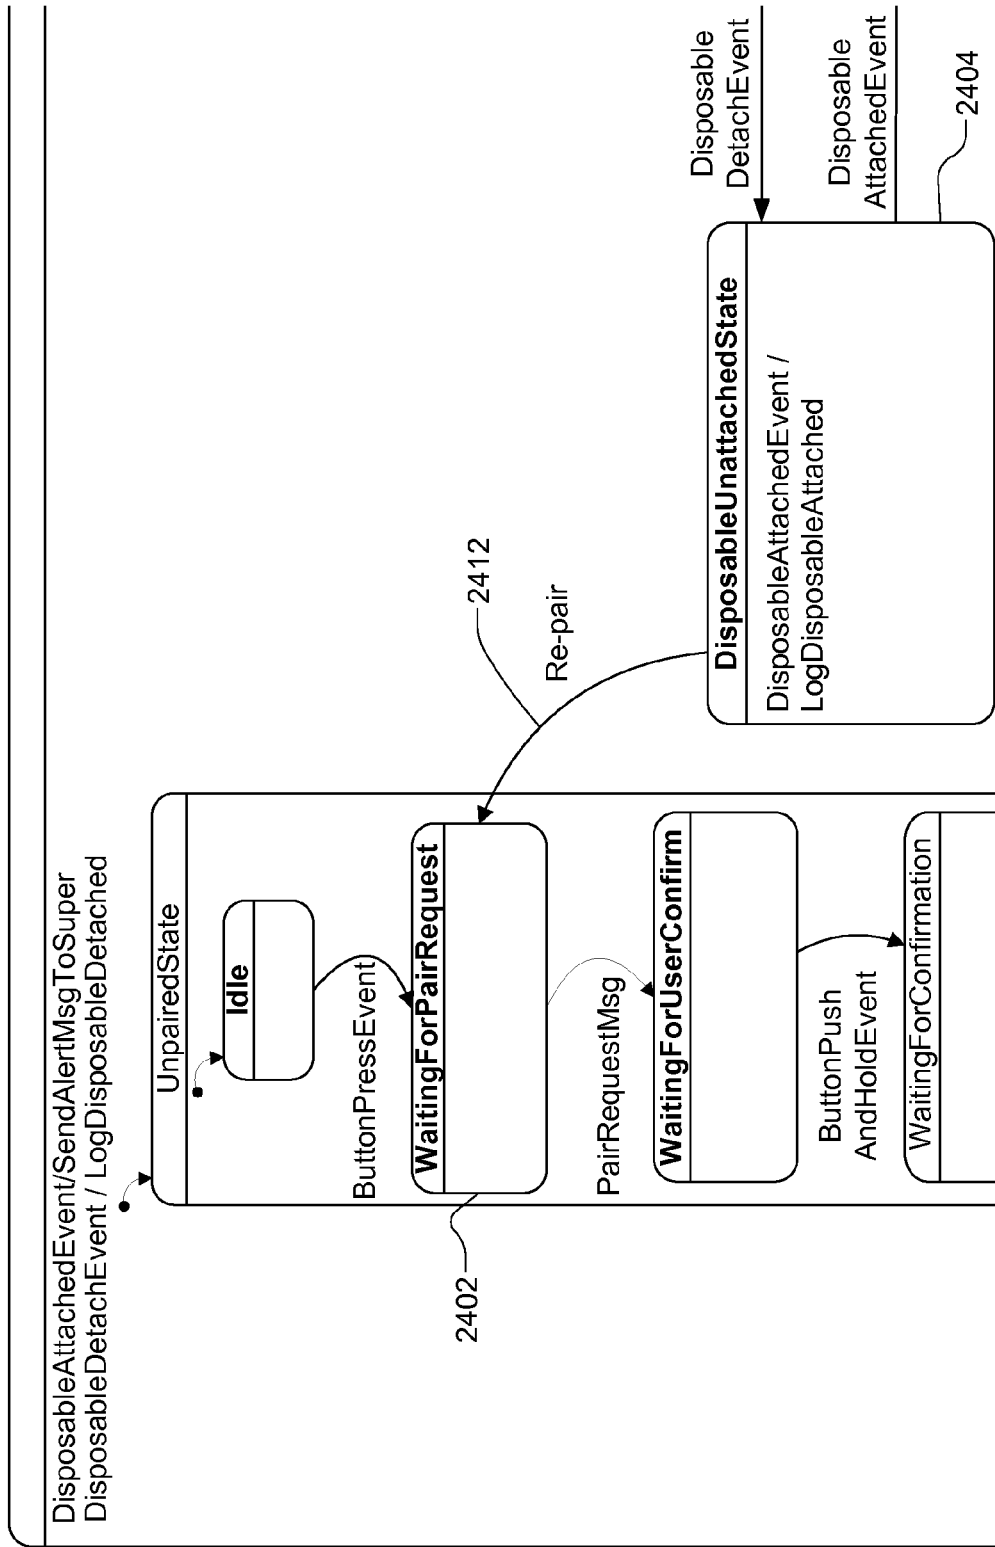 DisposableAttachedEvent/SendAlertMsgToSuper
DisposableDetachEvent / LogDisposableDetached
UnpairedState
Idle
ButtonPressEvent
WaitingForPairRequest
2402
PairRequestMsg
WaitingForUserConfirm
ButtonPush
AndHoldEvent
WaitingForConfirmation
2412
Re-pair
DisposableUnattachedState
DisposableAttachedEvent /
LogDisposableAttached
Disposable
DetachEvent
Disposable
AttachedEvent
2404